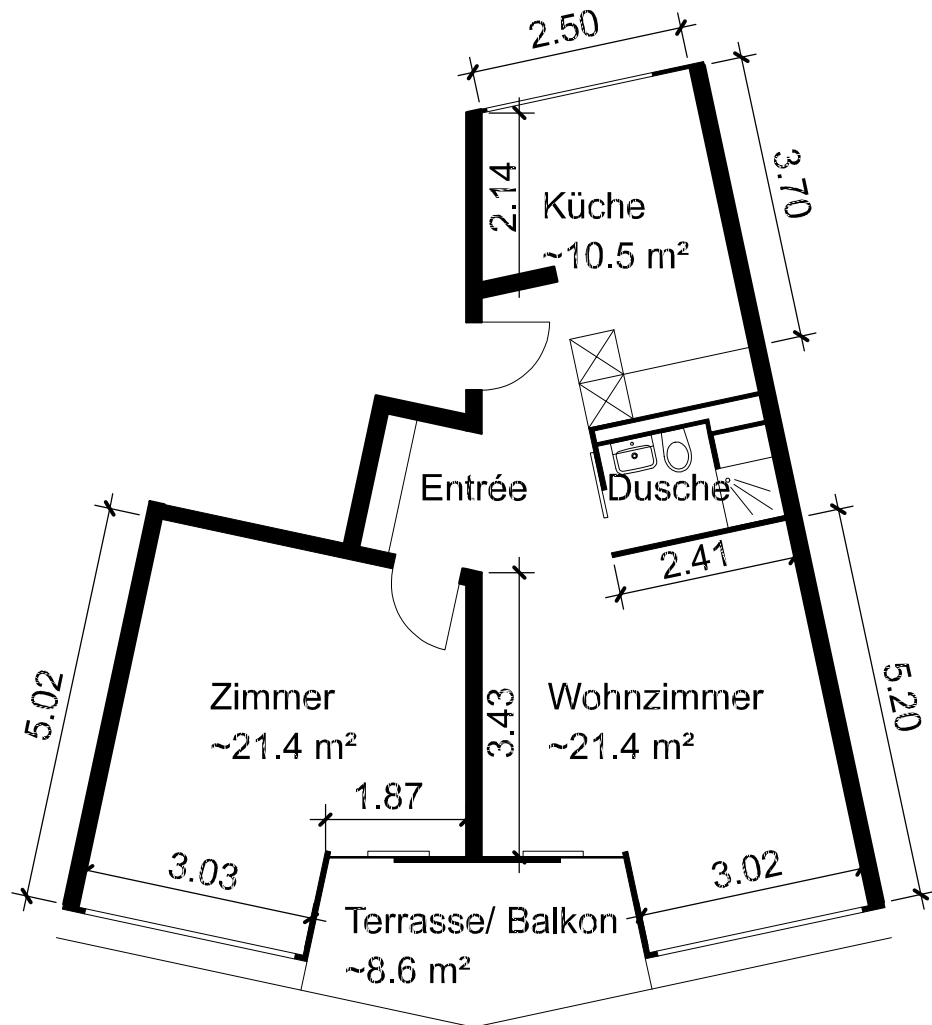 2.50
3.70
2.14
Küche
~10.5 m²
Entrée
Dusche
2.41
5.02
5.20
Zimmer
~21.4 m²
3.43
Wohnzimmer
~21.4 m²
1.87
3.03
3.02
Terrasse/ Balkon
~8.6 m²